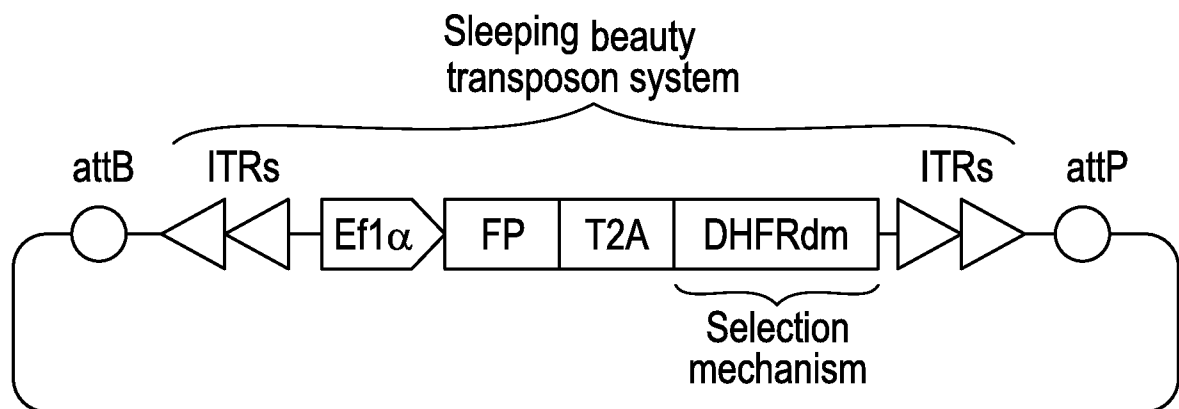 Sleeping beauty
transposon system
attB ITRs ITRs attP
Ef1α FP T2A DHFRdm
Selection
mechanism